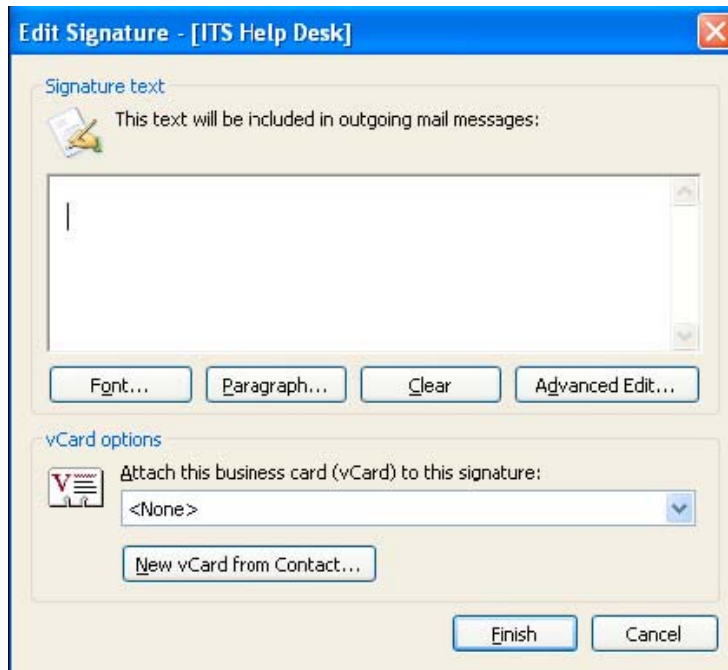 Edit Signature - [ITS Help Desk]
Signature text
This text will be included in outgoing mail messages:
Font...
Paragraph...
Clear
Advanced Edit...
vCard options
V
Attach this business card (vCard) to this signature:
<None>
New vCard from Contact...
Finish
Cancel